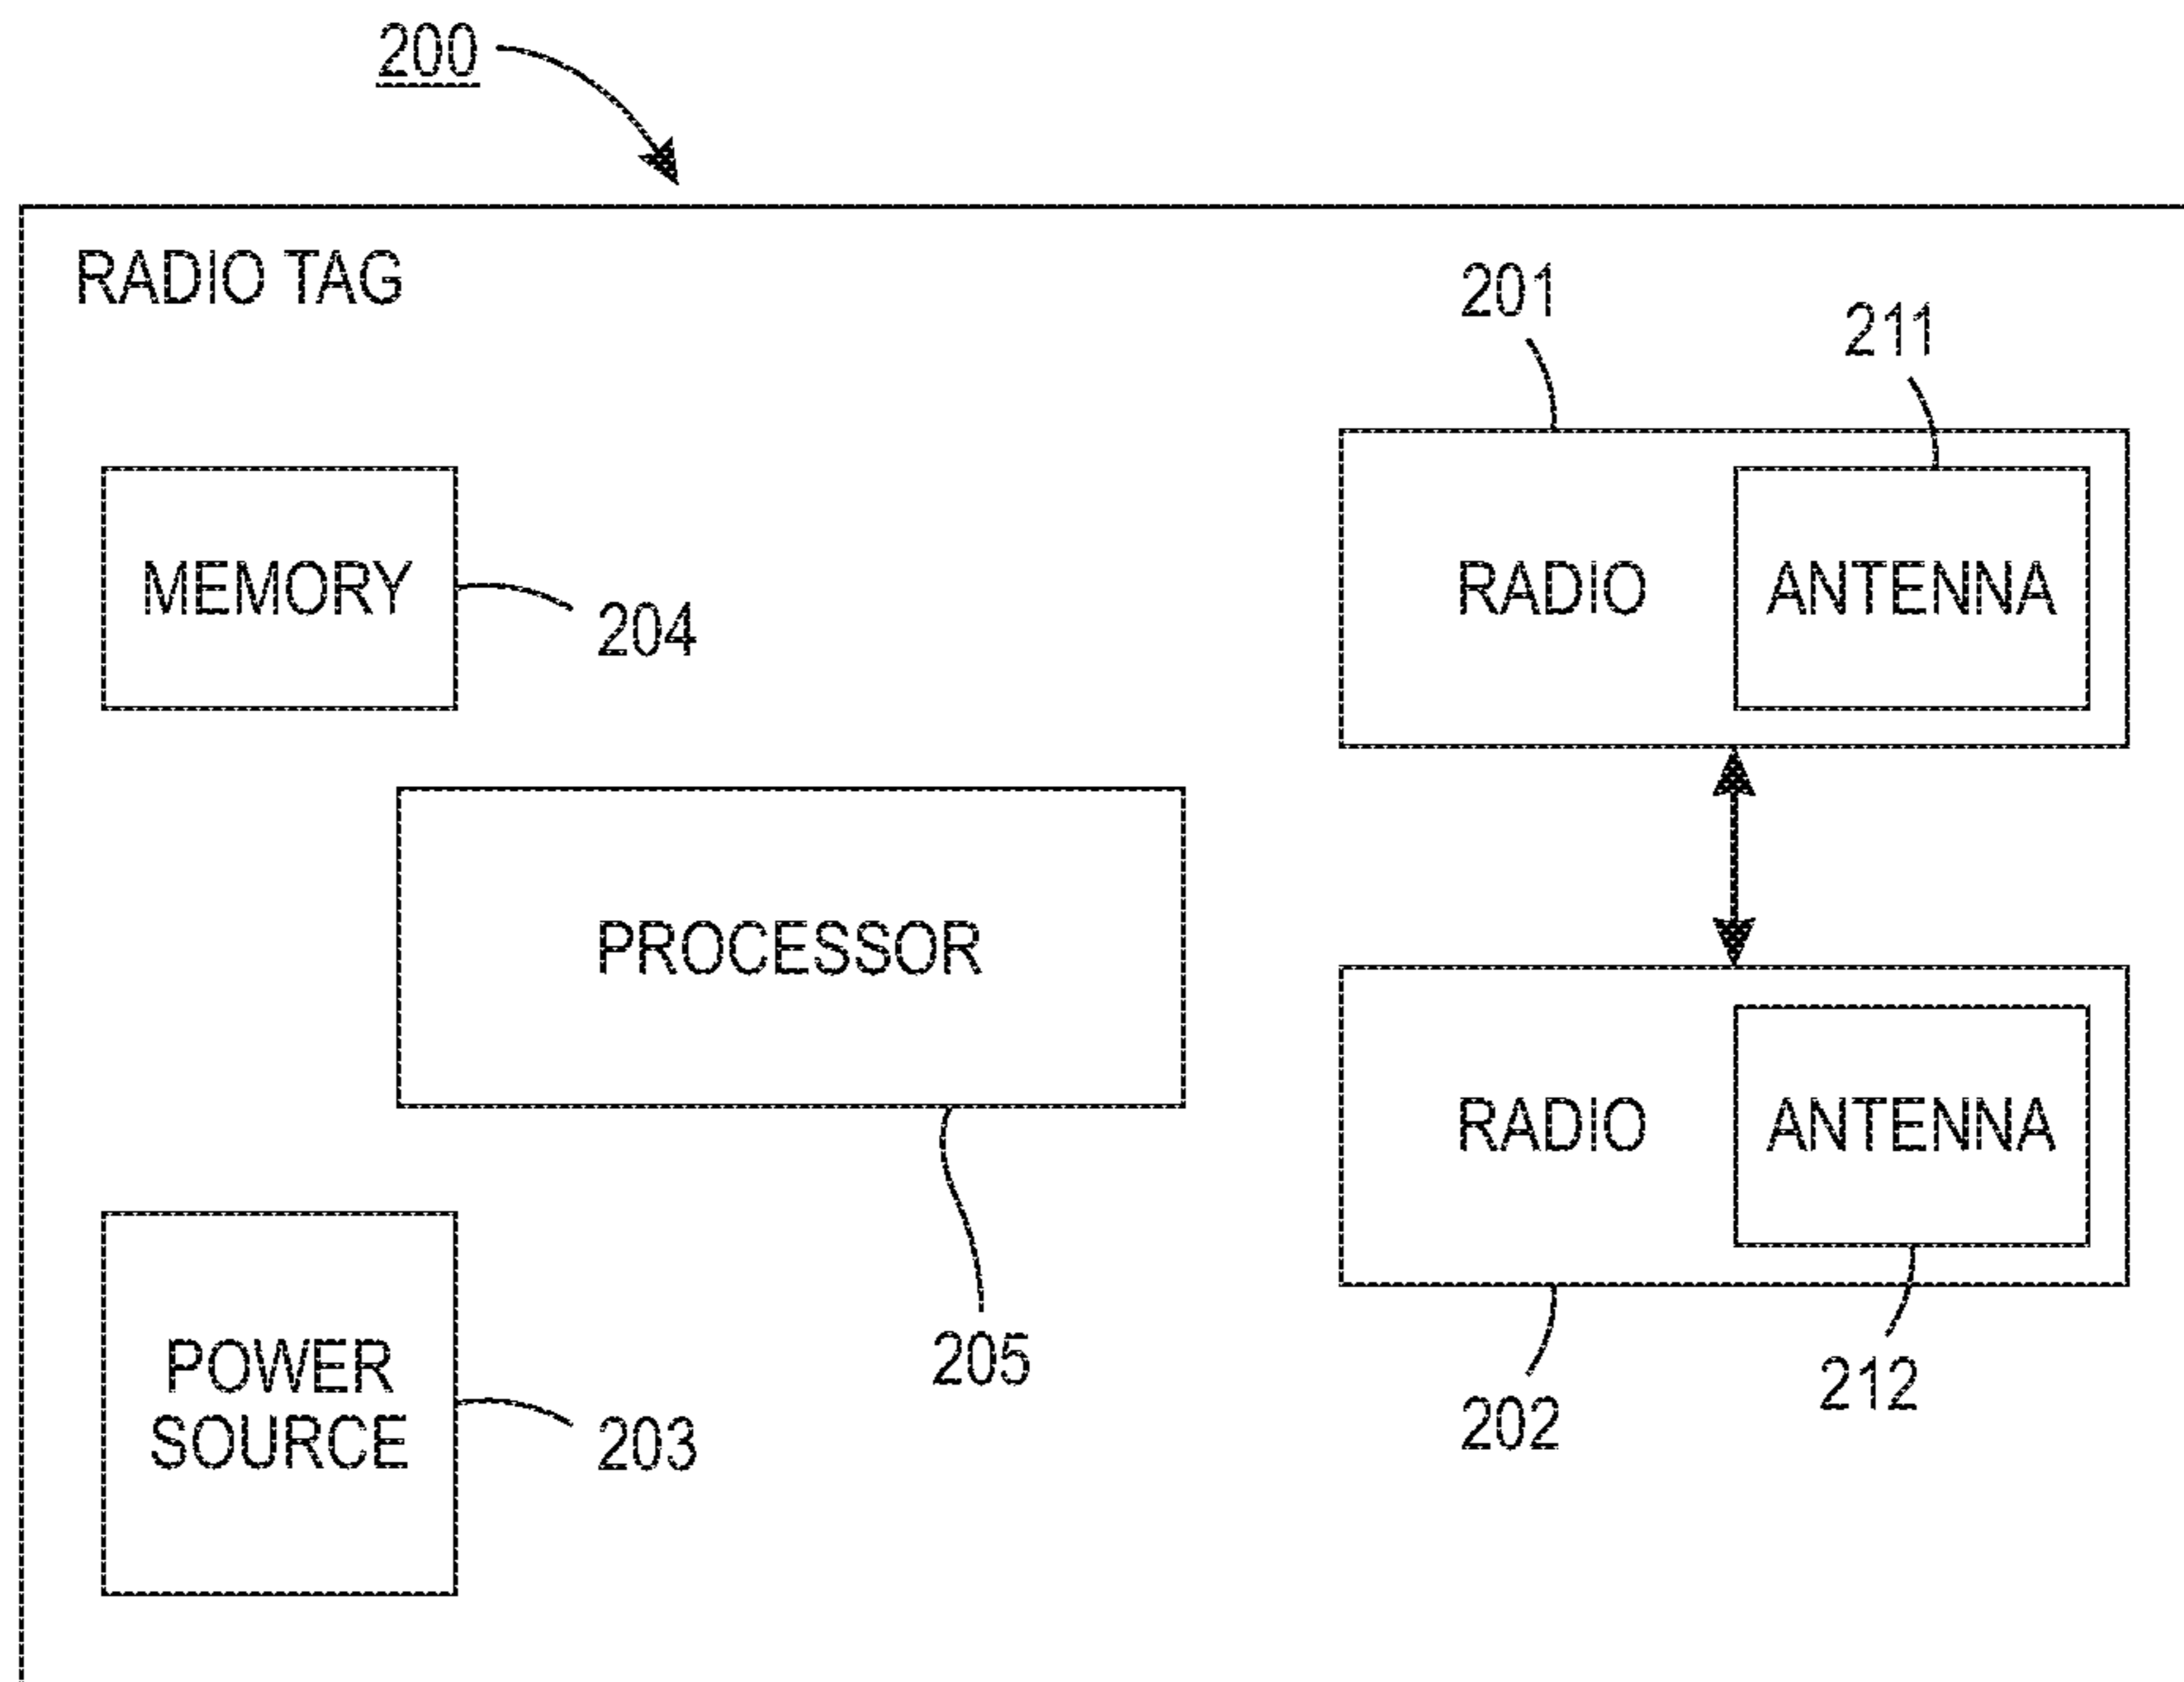 200
RADIO TAG
201
211
MEMORY
204
RADIO
ANTENNA
PROCESSOR
205
RADIO
ANTENNA
202
212
POWER
SOURCE
203